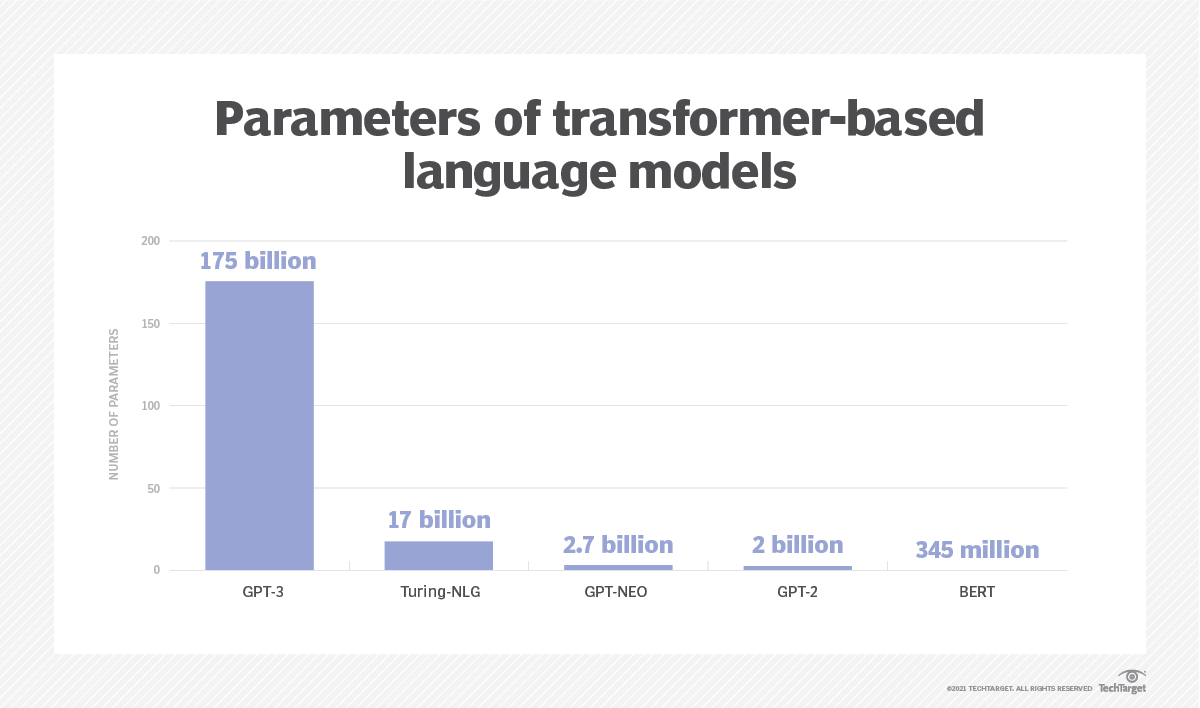 Parameters of transformer-based
language models
NUMBER OF PARAMETERS
200
150
100
50
0
175 billion
17 billion
2.7 billion
2 billion
345 million
GPT-3
Turing-NLG
GPT-NEO
GPT-2
BERT
©2021 TECHTARGET. ALL RIGHTS RESERVED TechTarget